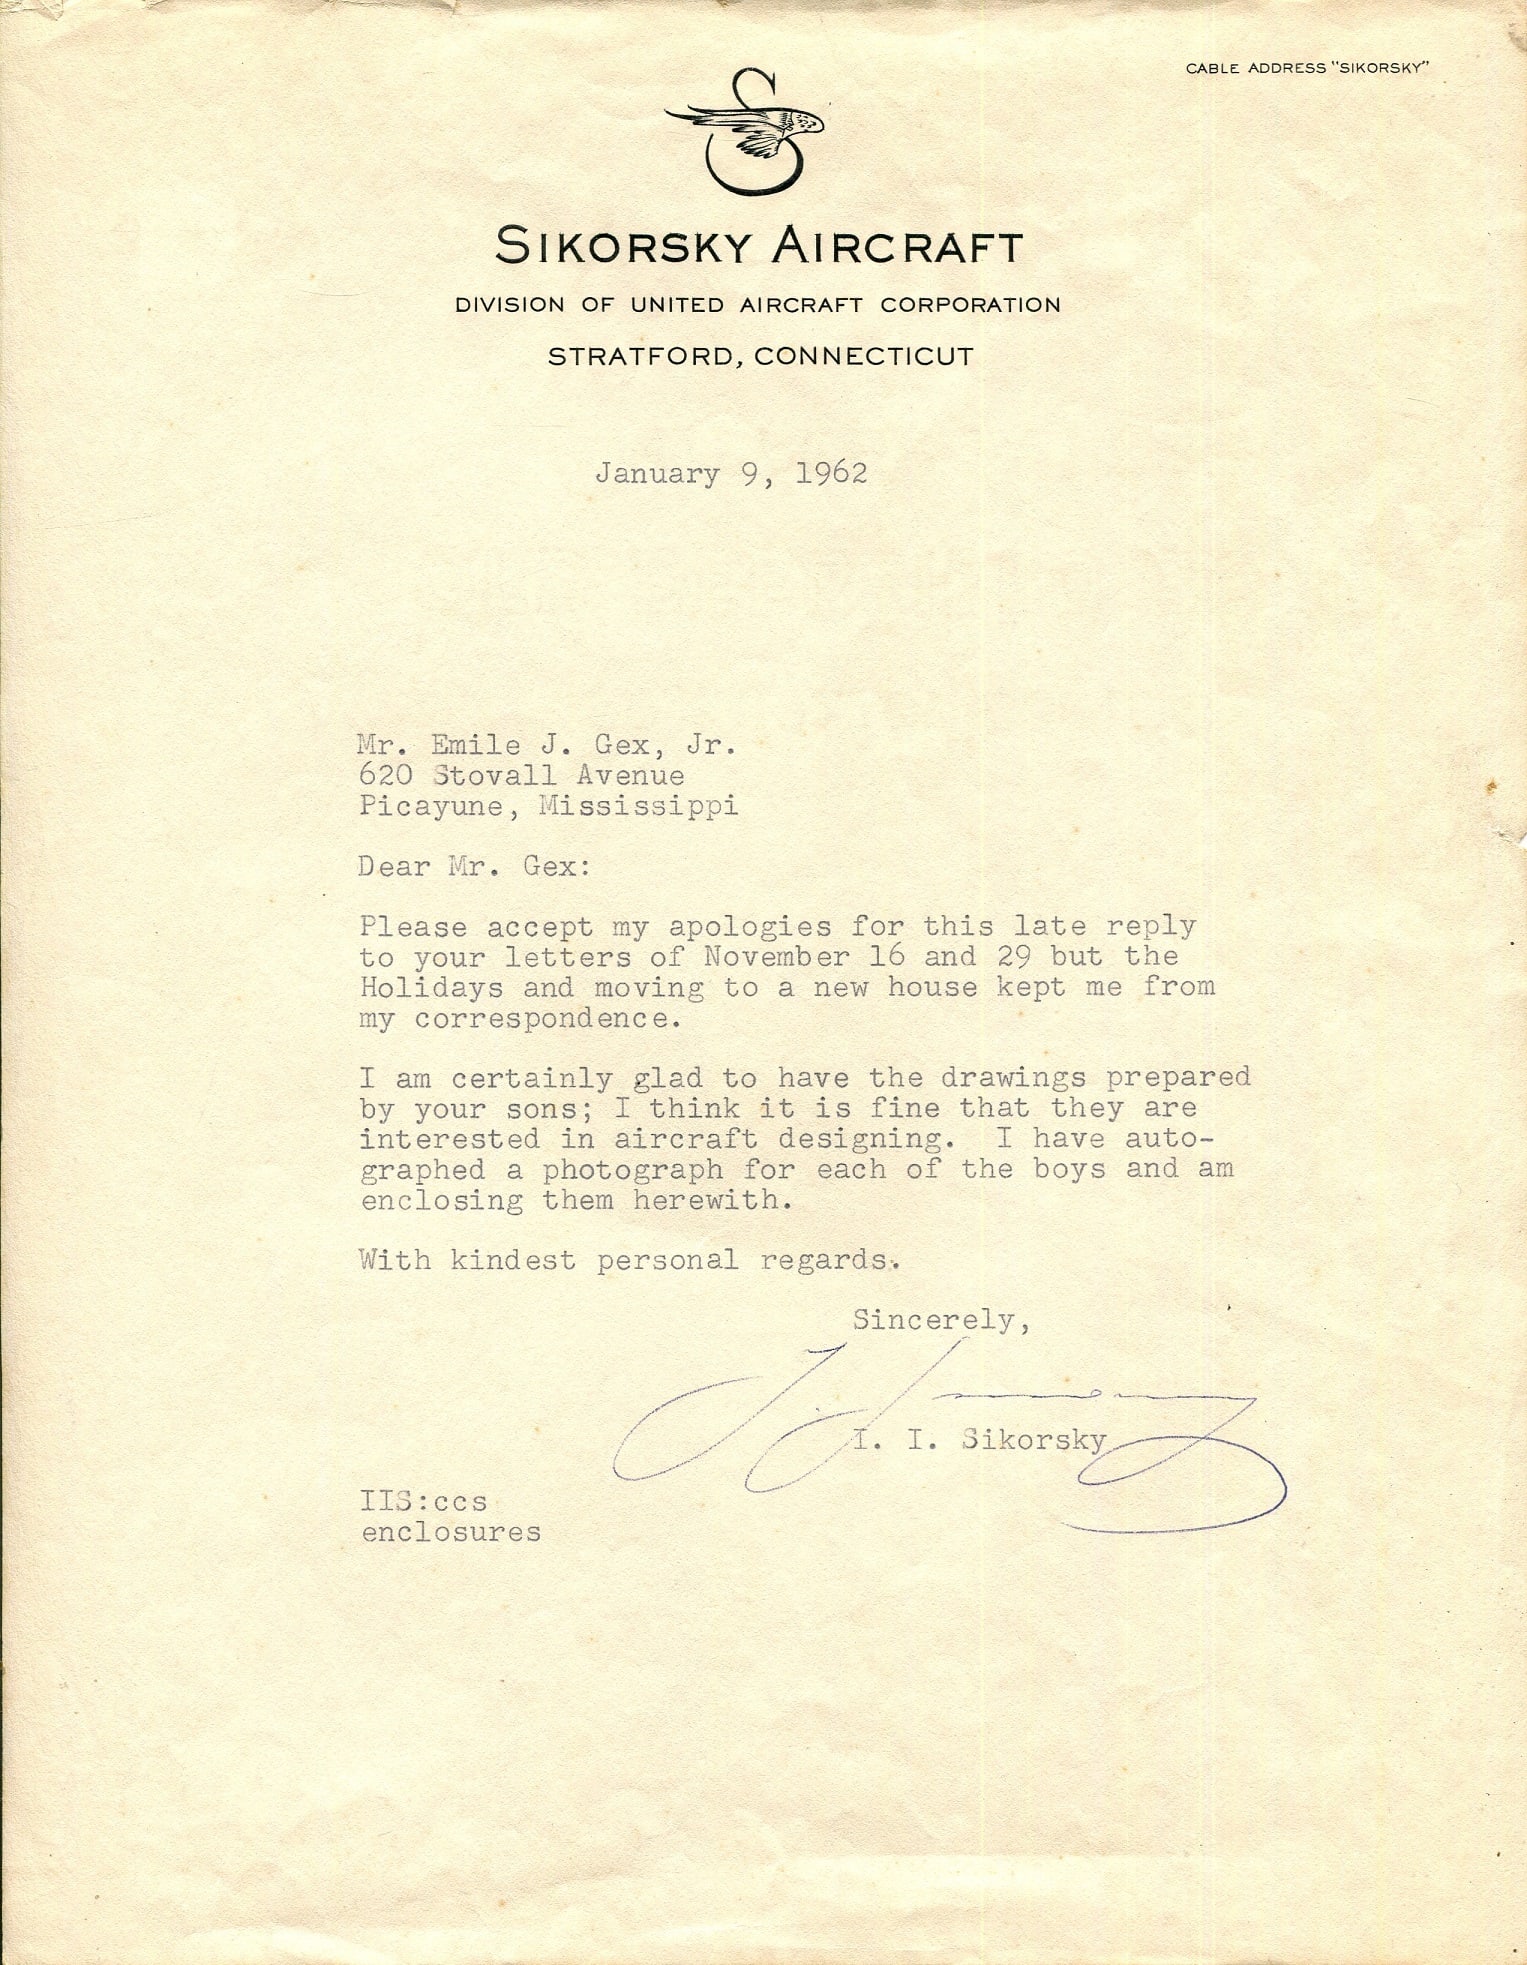 CABLE ADDRESS "SIKORSKY"
S
SIKORSKY AIRCRAFT
DIVISION OF UNITED AIRCRAFT CORPORATION
STRATFORD, CONNECTICUT
January 9, 1962
Mr. Emile J. Gex, Jr.
620 Stovall Avenue
Picayune, Mississippi
Dear Mr. Gex:
Please accept my apologies for this late reply
to your letters of November 16 and 29 but the
Holidays and moving to a new house kept me from
my correspondence.
I am certainly glad to have the drawings prepared
by your sons; I think it is fine that they are
interested in aircraft designing. I have auto-
graphed a photograph for each of the boys and am
enclosing them herewith.
With kindest personal regards.
Sincerely,
I. I. Sikorsky
IIS:ccs
enclosures